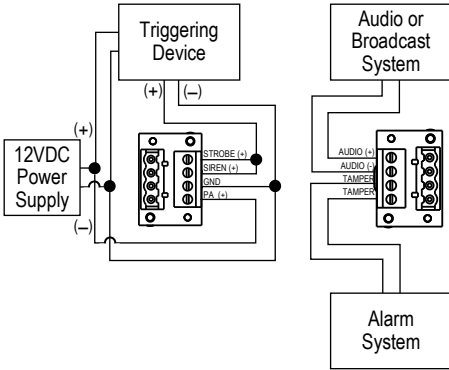 Triggering
Device
(+)
(–)
(+)
12VDC
Power
Supply
(–)
STROBE (+)
SIREN (+)
GND
PA (+)
Audio or
Broadcast
System
AUDIO (+)
AUDIO (-)
TAMPER
TAMPER
Alarm
System